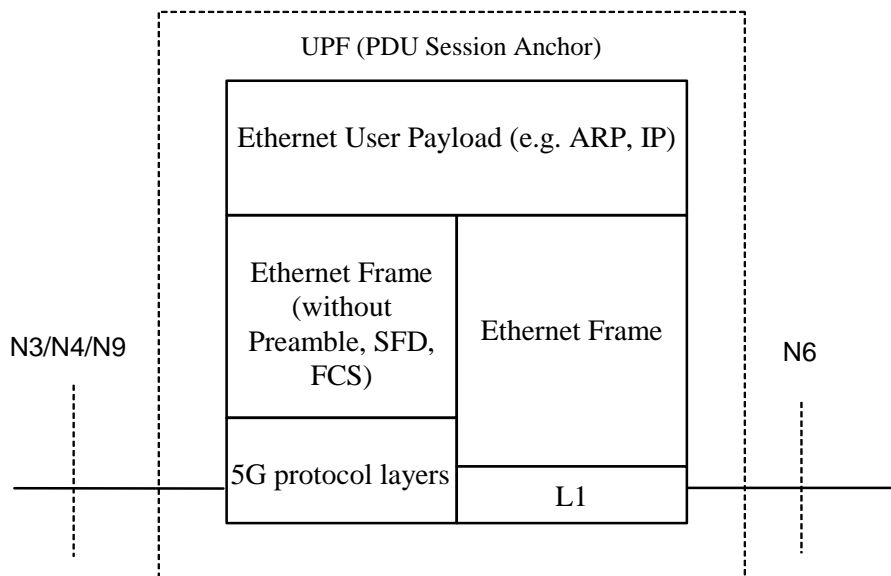 UPF (PDU Session Anchor)
Ethernet User Payload (e.g. ARP, IP)
Ethernet Frame
(without
Preamble, SFD,
FCS)
Ethernet Frame
N3/N4/N9
N6
5G protocol layers
L1